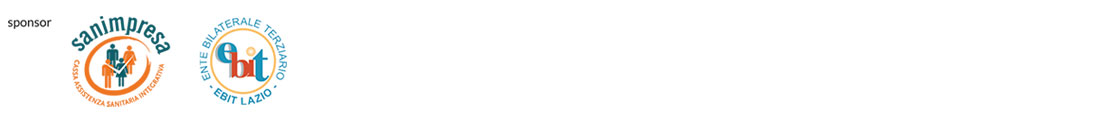 sponsor
sanimpresa
CASSA ASSISTENZA SANITARIA INTEGRATIVA
ENTE BILATERALE TERZIARIO
ebit
- EBIT LAZIO -